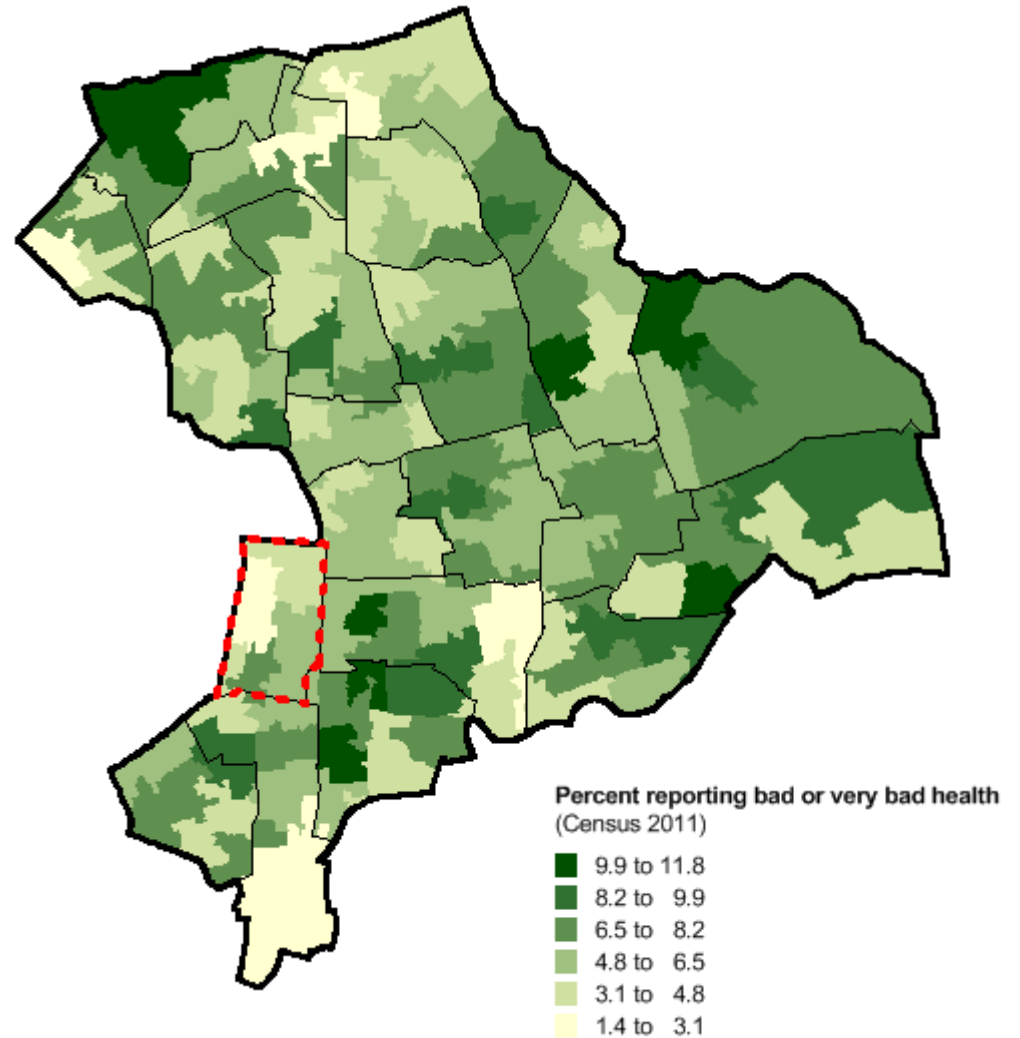 Percent reporting bad or very bad health
(Census 2011)
9.9 to 11.8
8.2 to 9.9
6.5 to 8.2
4.8 to 6.5
3.1 to 4.8
1.4 to 3.1